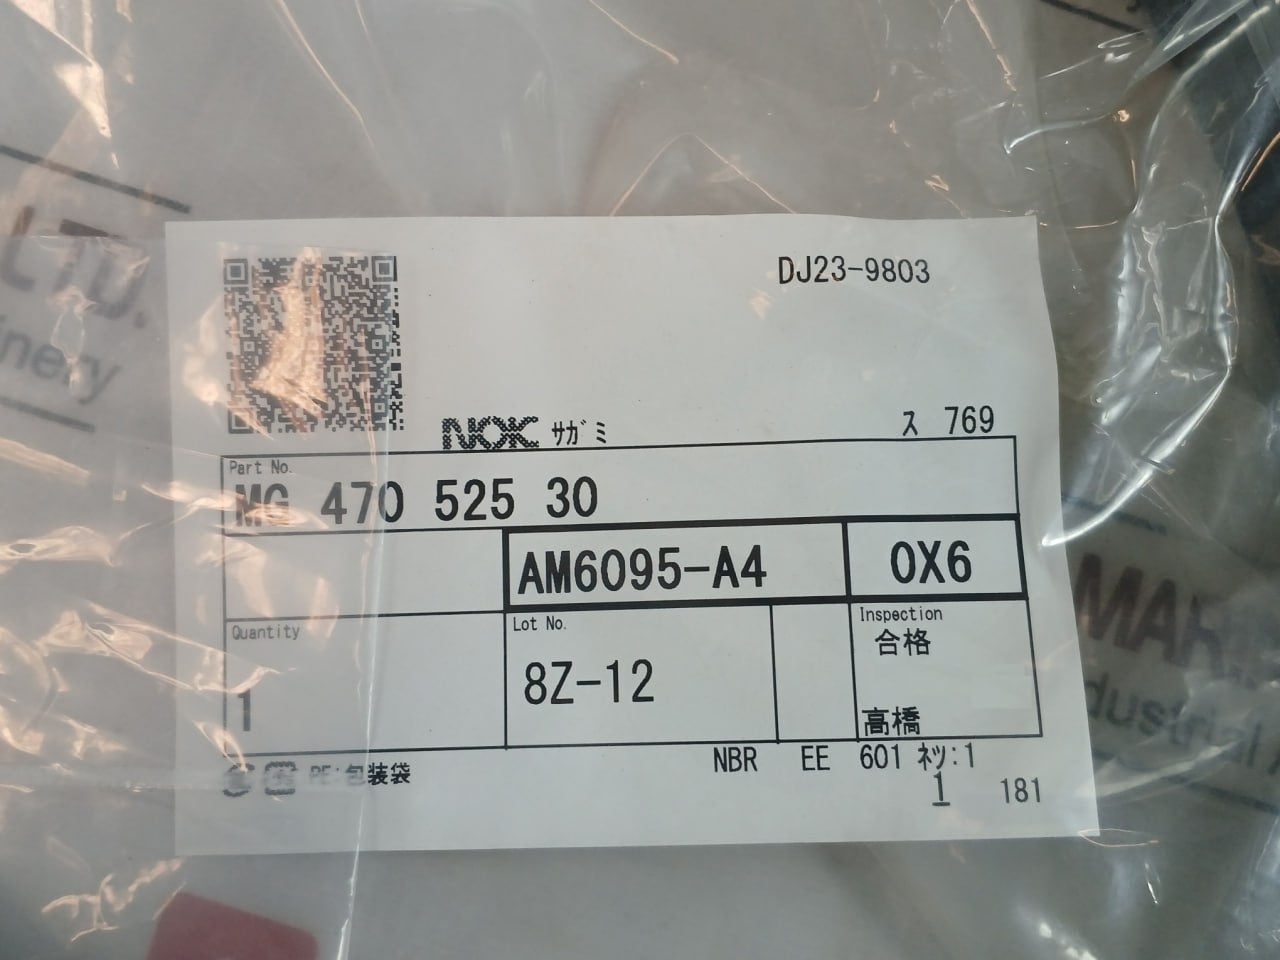 LTD.
inery
DJ23-9803
NOK ｻｶﾞﾐ
ｽ 769
Part No.
MG 470 525 30
AM6095-A4
0X6
Quantity
1
Lot No.
8Z-12
Inspection
合格
高橋
PE:包装袋
NBR EE 601 ﾈﾂ:1
1 181
MAK
dustrial